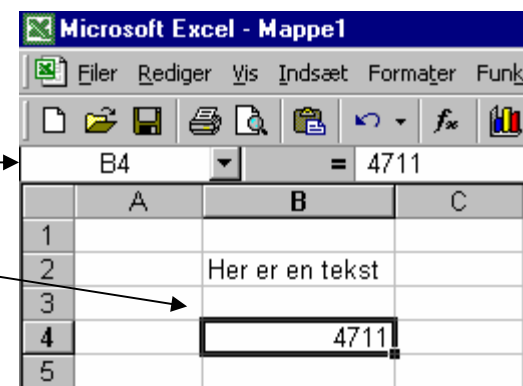 Microsoft Excel - Mappe1
Filer Rediger Vis Indsæt Formater Funk
B4 = 4711
A B C
1
2 Her er en tekst
3
4 4711
5